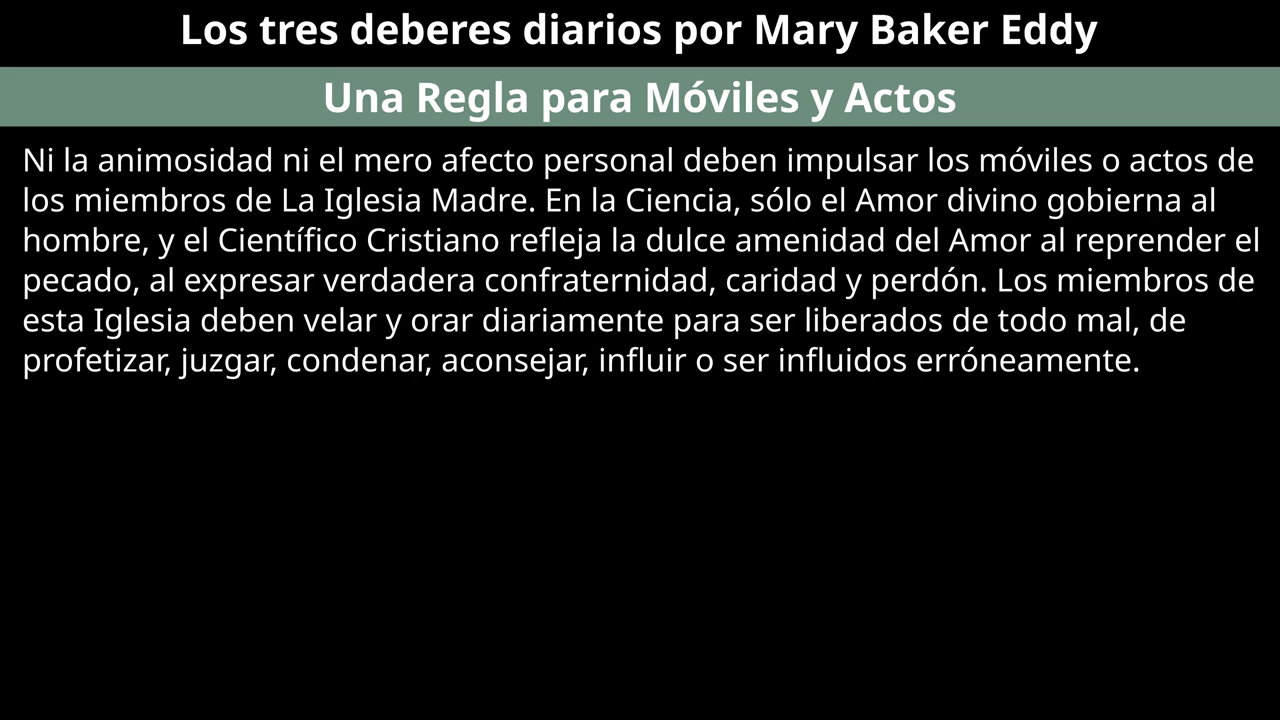 Los tres deberes diarios por Mary Baker Eddy
Una Regla para Móviles y Actos
Ni la animosidad ni el mero afecto personal deben impulsar los móviles o actos de
los miembros de La Iglesia Madre. En la Ciencia, sólo el Amor divino gobierna al
hombre, y el Científico Cristiano refleja la dulce amenidad del Amor al reprender el
pecado, al expresar verdadera confraternidad, caridad y perdón. Los miembros de
esta Iglesia deben velar y orar diariamente para ser liberados de todo mal, de
profetizar, juzgar, condenar, aconsejar, influir o ser influidos erróneamente.